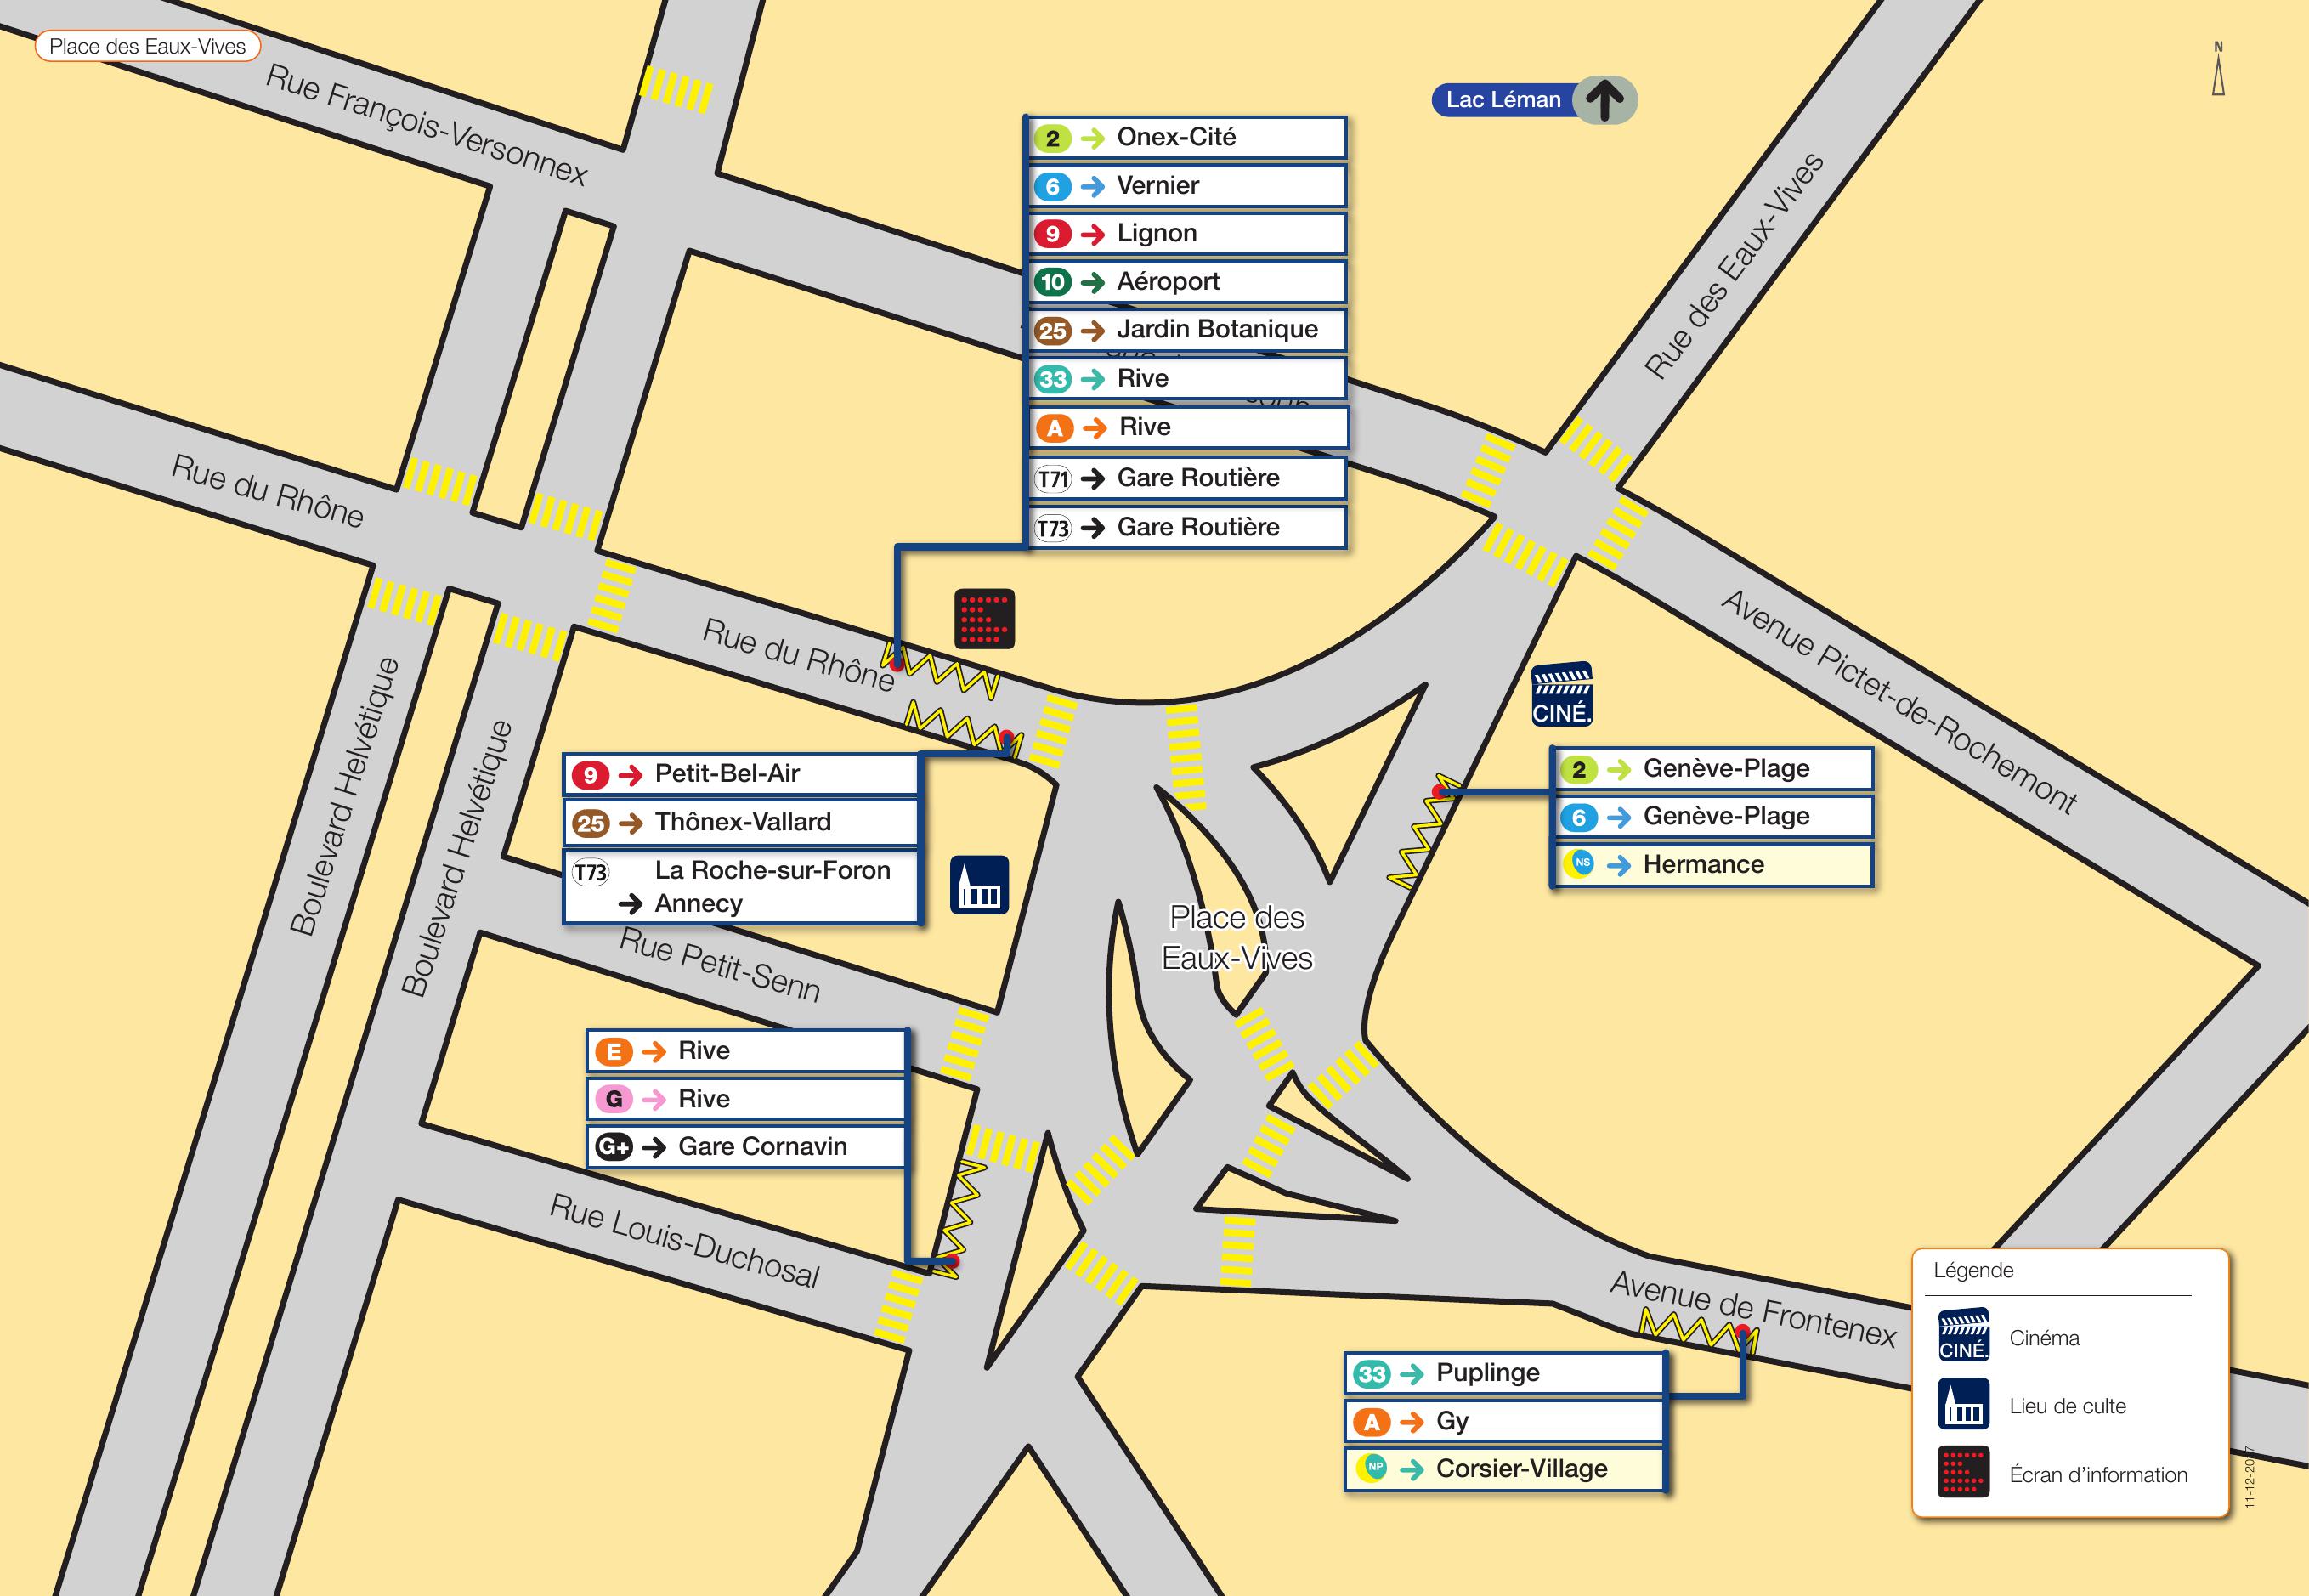 Place des Eaux-Vives
N
Lac Léman
Rue François-Versonnex
Rue des Eaux-Vives
2 → Onex-Cité
6 → Vernier
9 → Lignon
10 → Aéroport
25 → Jardin Botanique
33 → Rive
A → Rive
T71 → Gare Routière
T73 → Gare Routière
Rue du Rhône
Rue du Rhône
Avenue Pictet-de-Rochemont
CINÉ.
Boulevard Helvétique
Boulevard Helvétique
9 → Petit-Bel-Air
25 → Thônex-Vallard
T73 La Roche-sur-Foron
→ Annecy
2 → Genève-Plage
6 → Genève-Plage
NS → Hermance
Place des
Eaux-Vives
Rue Petit-Senn
E → Rive
G → Rive
G+ → Gare Cornavin
Rue Louis-Duchosal
Avenue de Frontenex
33 → Puplinge
A → Gy
NP → Corsier-Village
Légende
CINÉ. Cinéma
Lieu de culte
Écran d'information